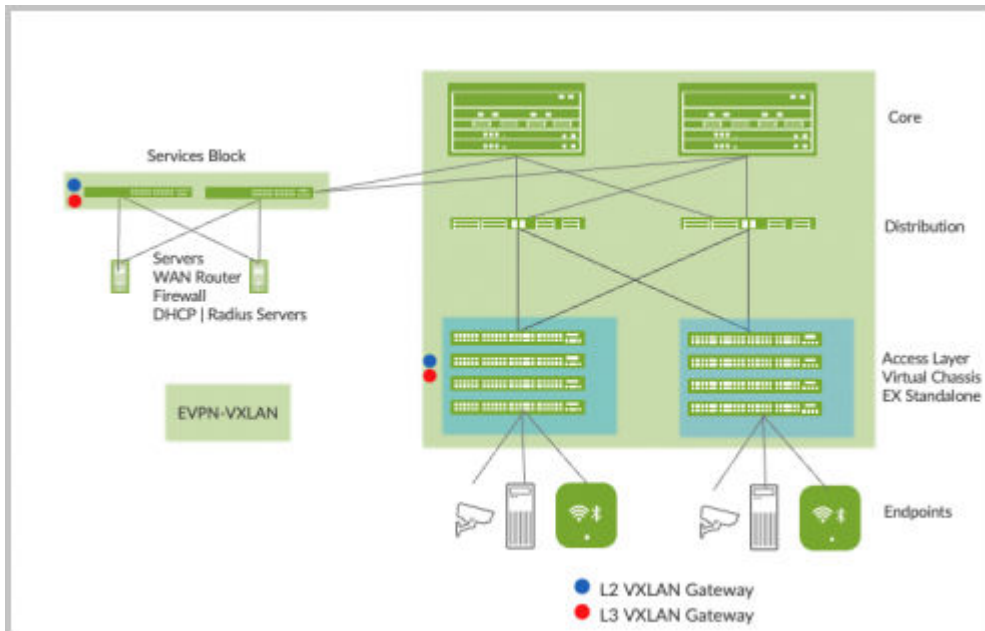 Core
Services Block
Distribution
Servers
WAN Router
Firewall
DHCP | Radius Servers
Access Layer
Virtual Chassis
EX Standalone
EVPN-VXLAN
Endpoints
L2 VXLAN Gateway
L3 VXLAN Gateway